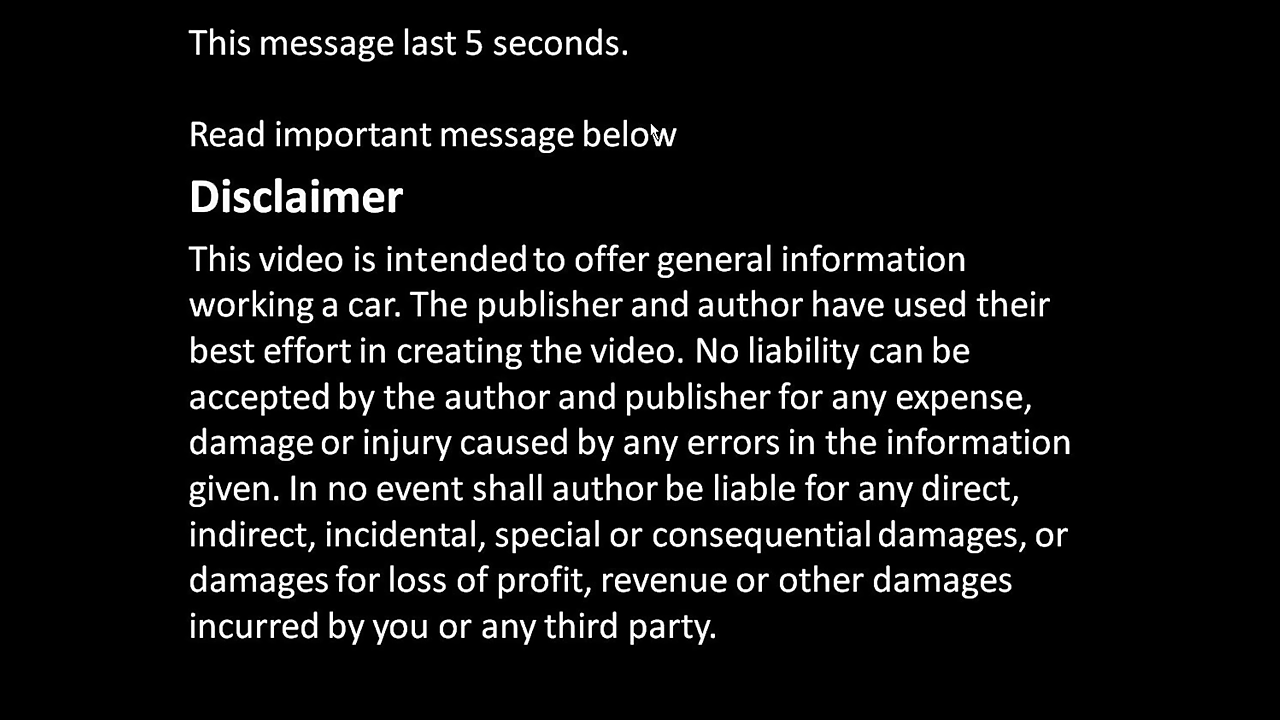 This message last 5 seconds.
Read important message below
Disclaimer
This video is intended to offer general information
working a car. The publisher and author have used their
best effort in creating the video. No liability can be
accepted by the author and publisher for any expense,
damage or injury caused by any errors in the information
given. In no event shall author be liable for any direct,
indirect, incidental, special or consequential damages, or
damages for loss of profit, revenue or other damages
incurred by you or any third party.